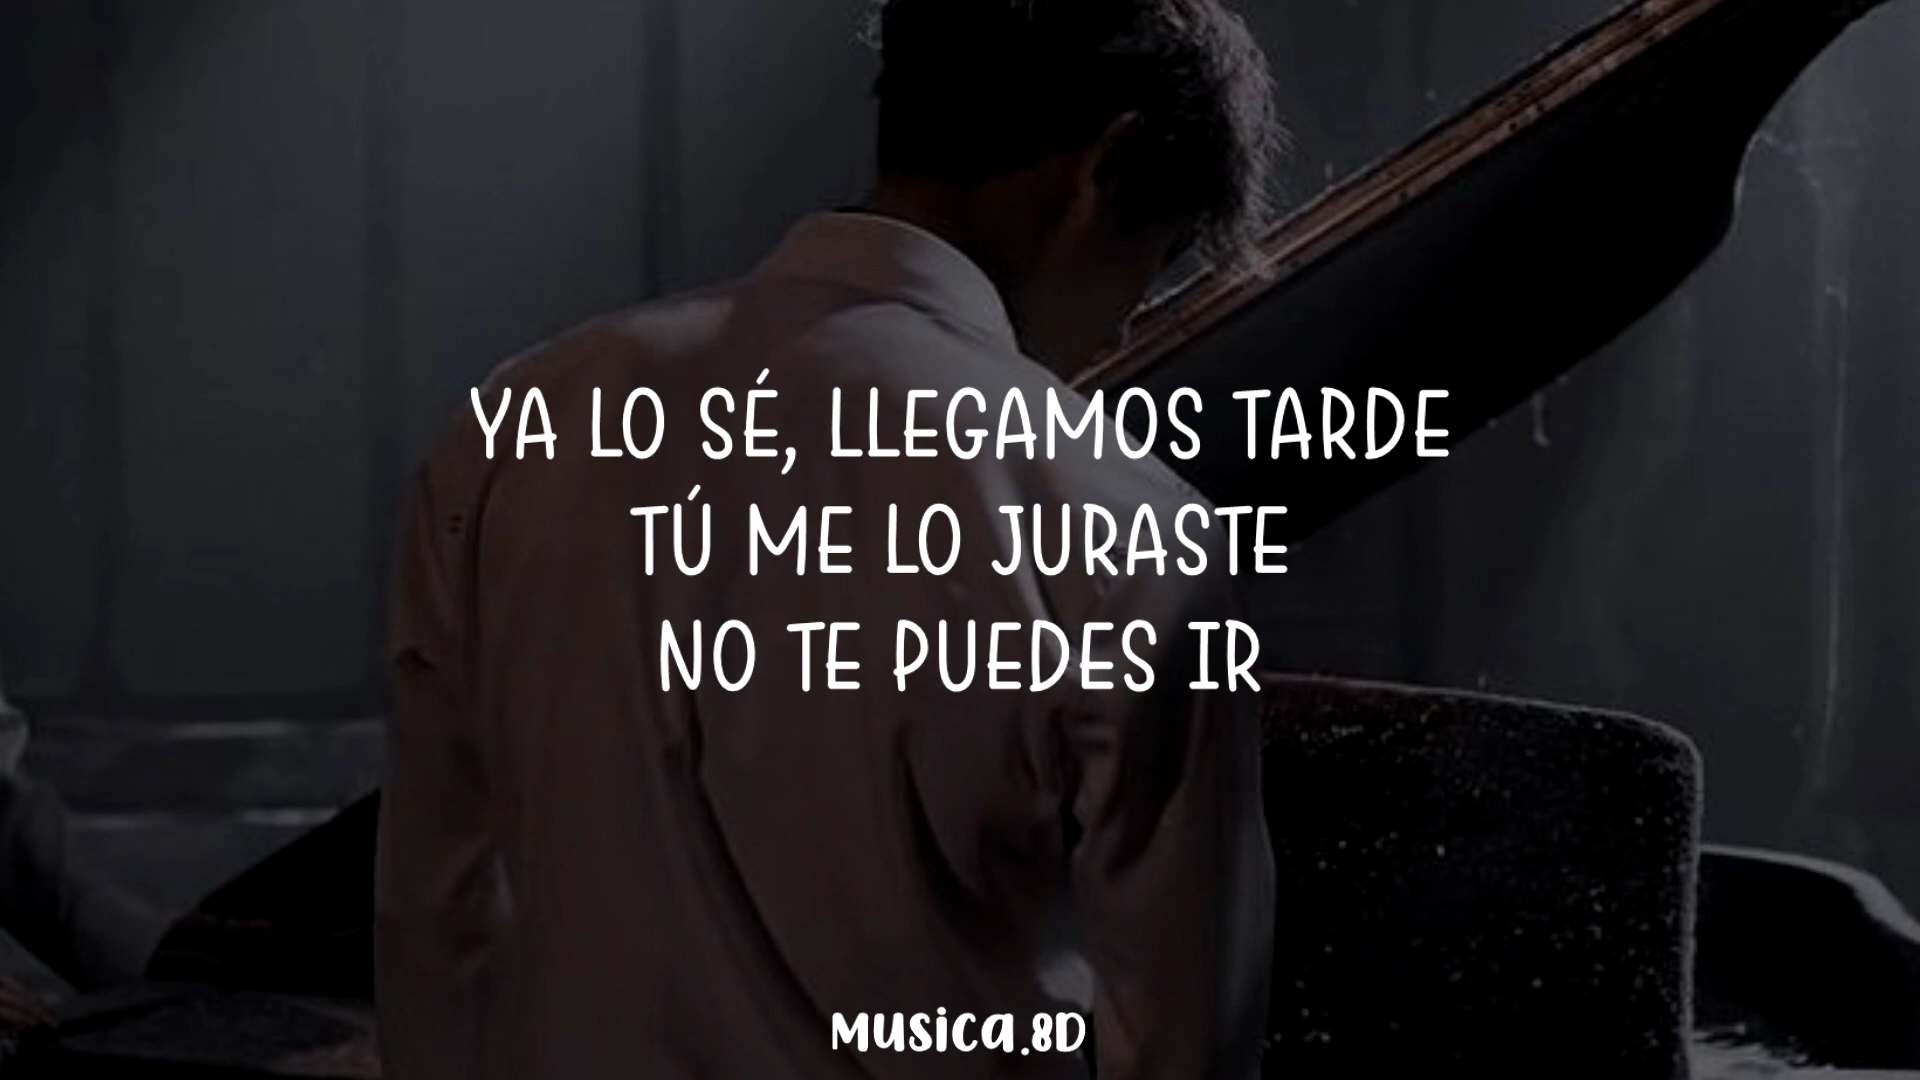 YA LO SÉ, LLEGAMOS TARDE
TÚ ME LO JURASTE
NO TE PUEDES IR
MUSICA.8D